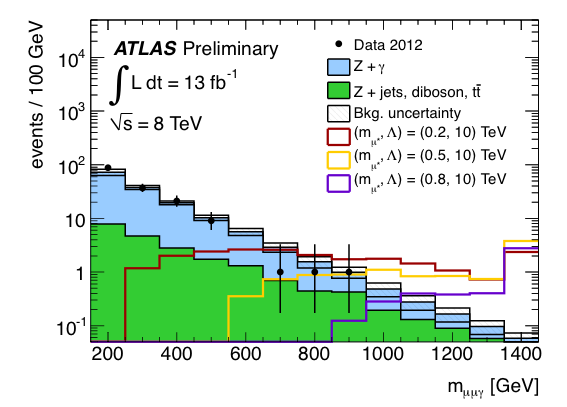 ATLAS Preliminary
∫ L dt = 13 fb⁻¹
√s = 8 TeV
Data 2012
Z + γ
Z + jets, diboson, tt̄
Bkg. uncertainty
(m_μ*, Λ) = (0.2, 10) TeV
(m_μ*, Λ) = (0.5, 10) TeV
(m_μ*, Λ) = (0.8, 10) TeV
events / 100 GeV
10⁴
10³
10²
10
1
10⁻¹
200 400 600 800 1000 1200 1400
m_μμγ [GeV]